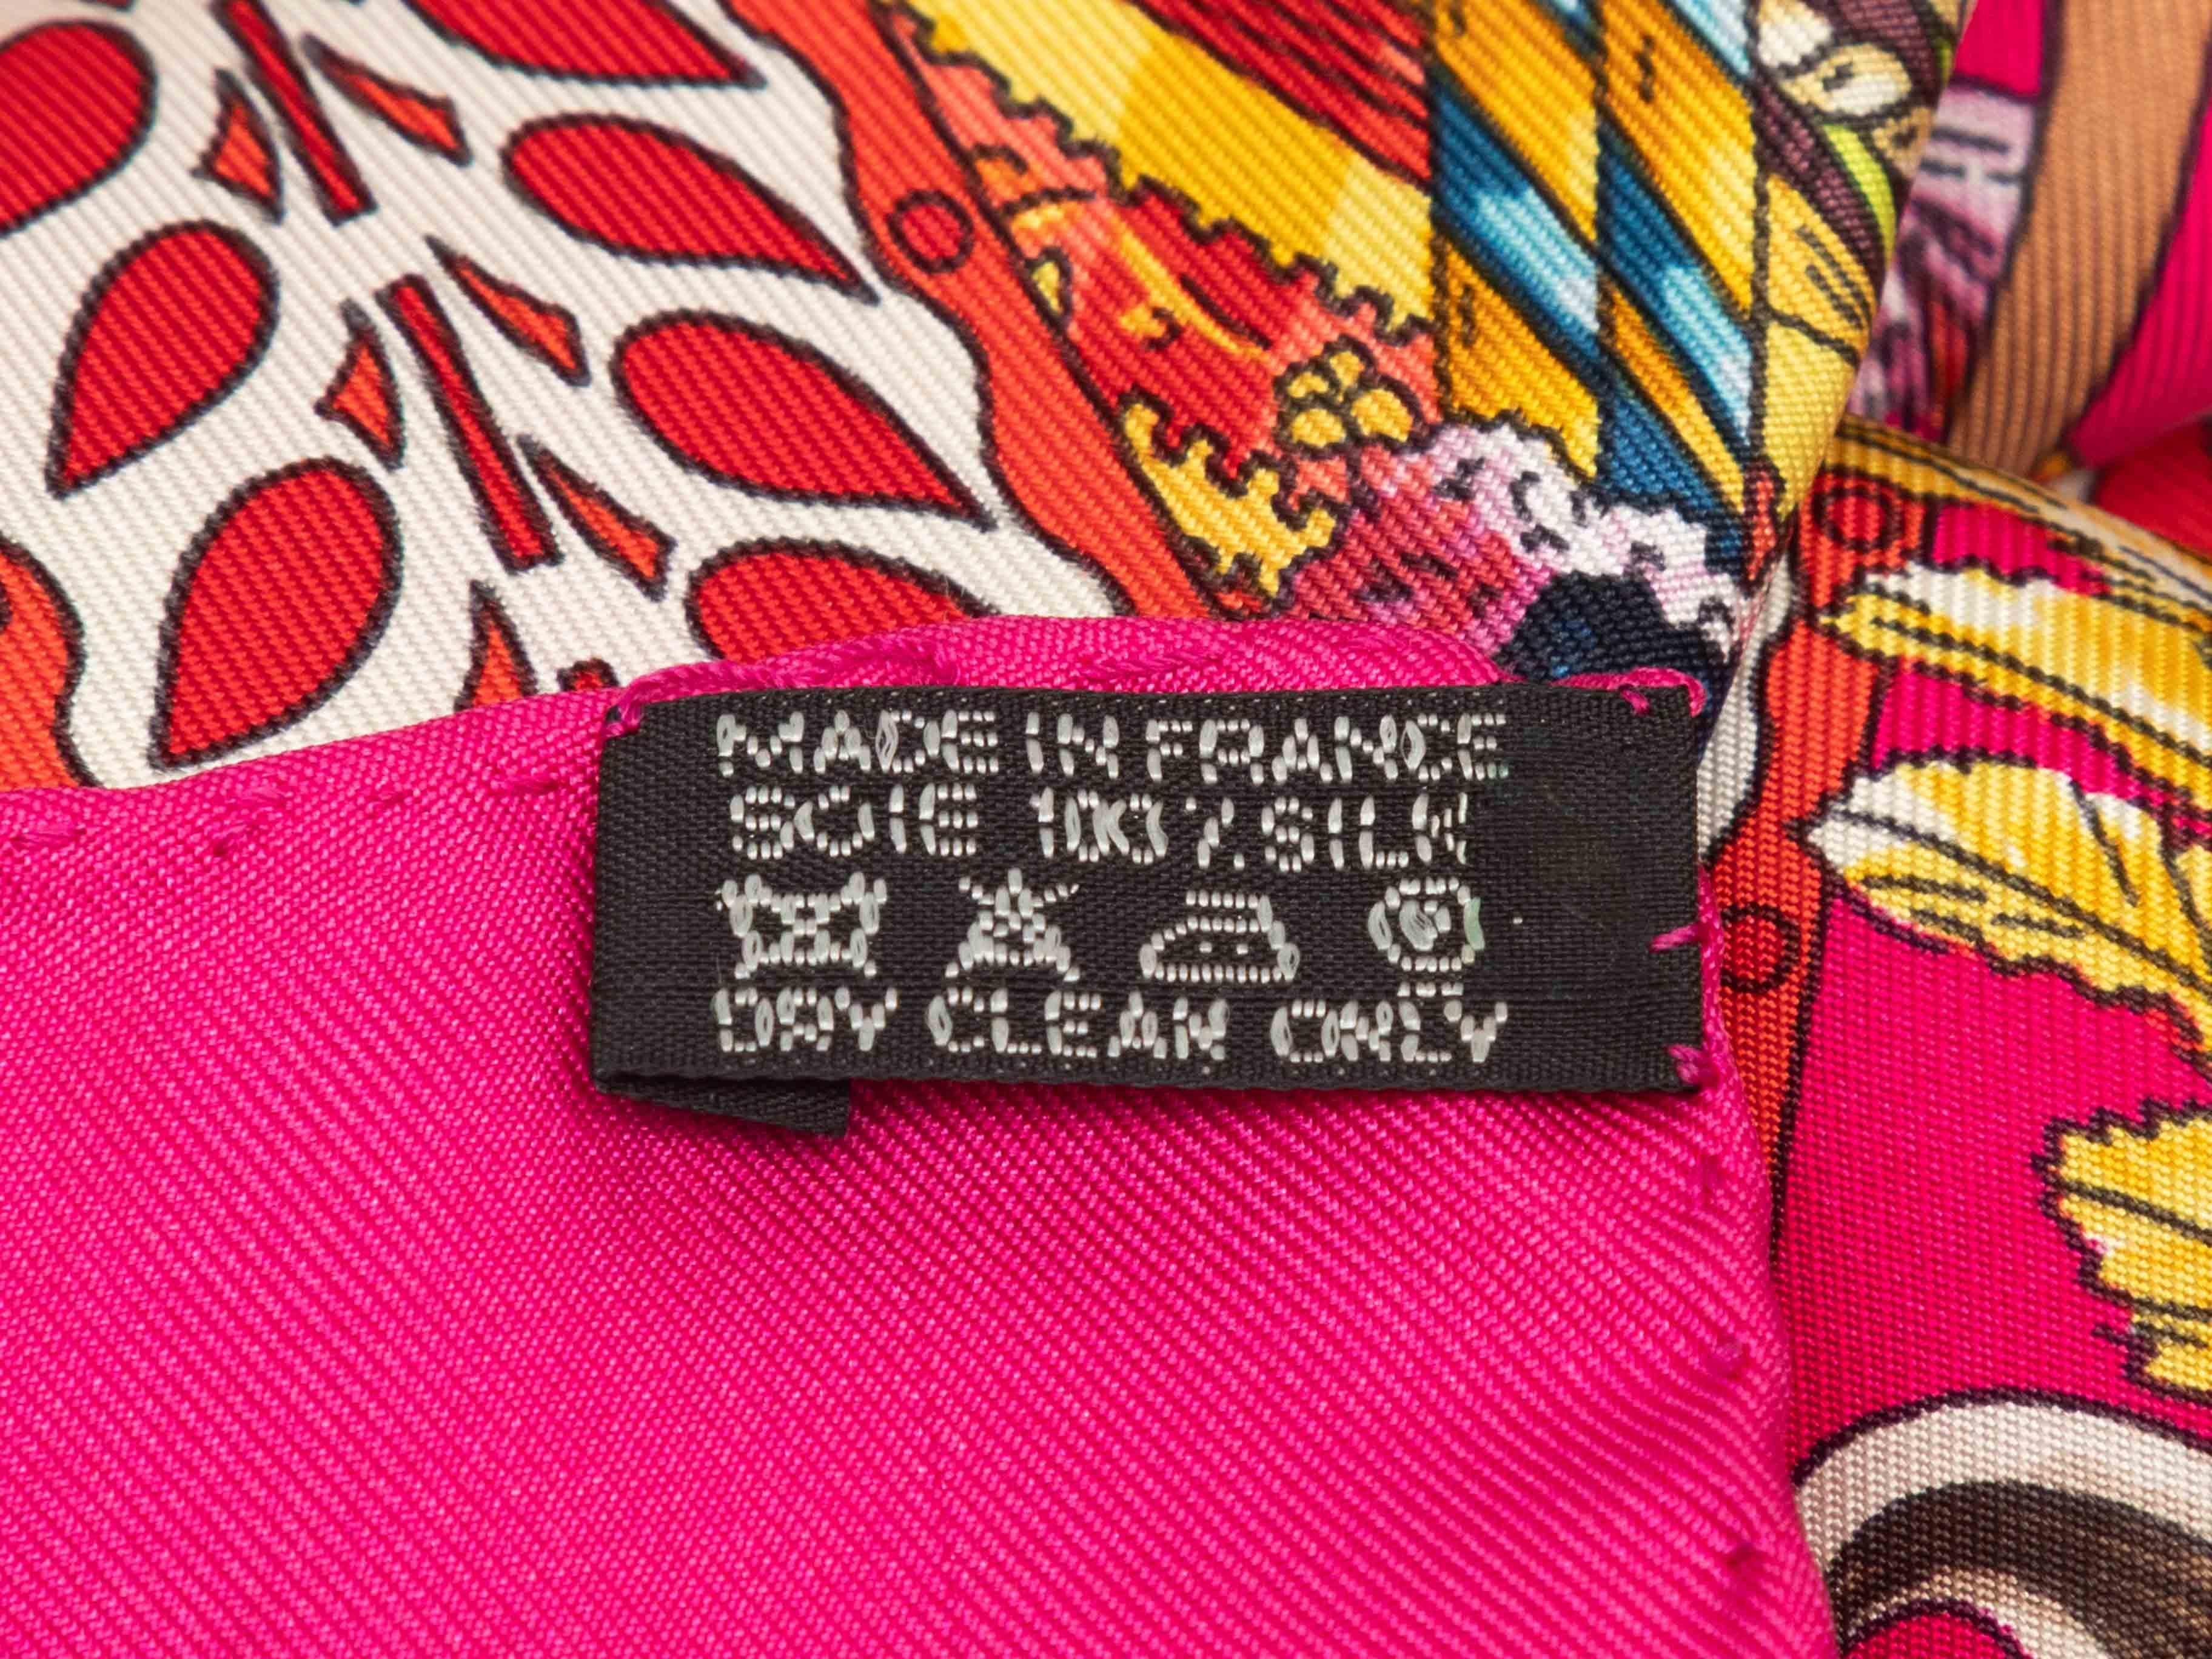 MADE IN FRANCE
SOIE 100% SILK
DRY CLEAN ONLY